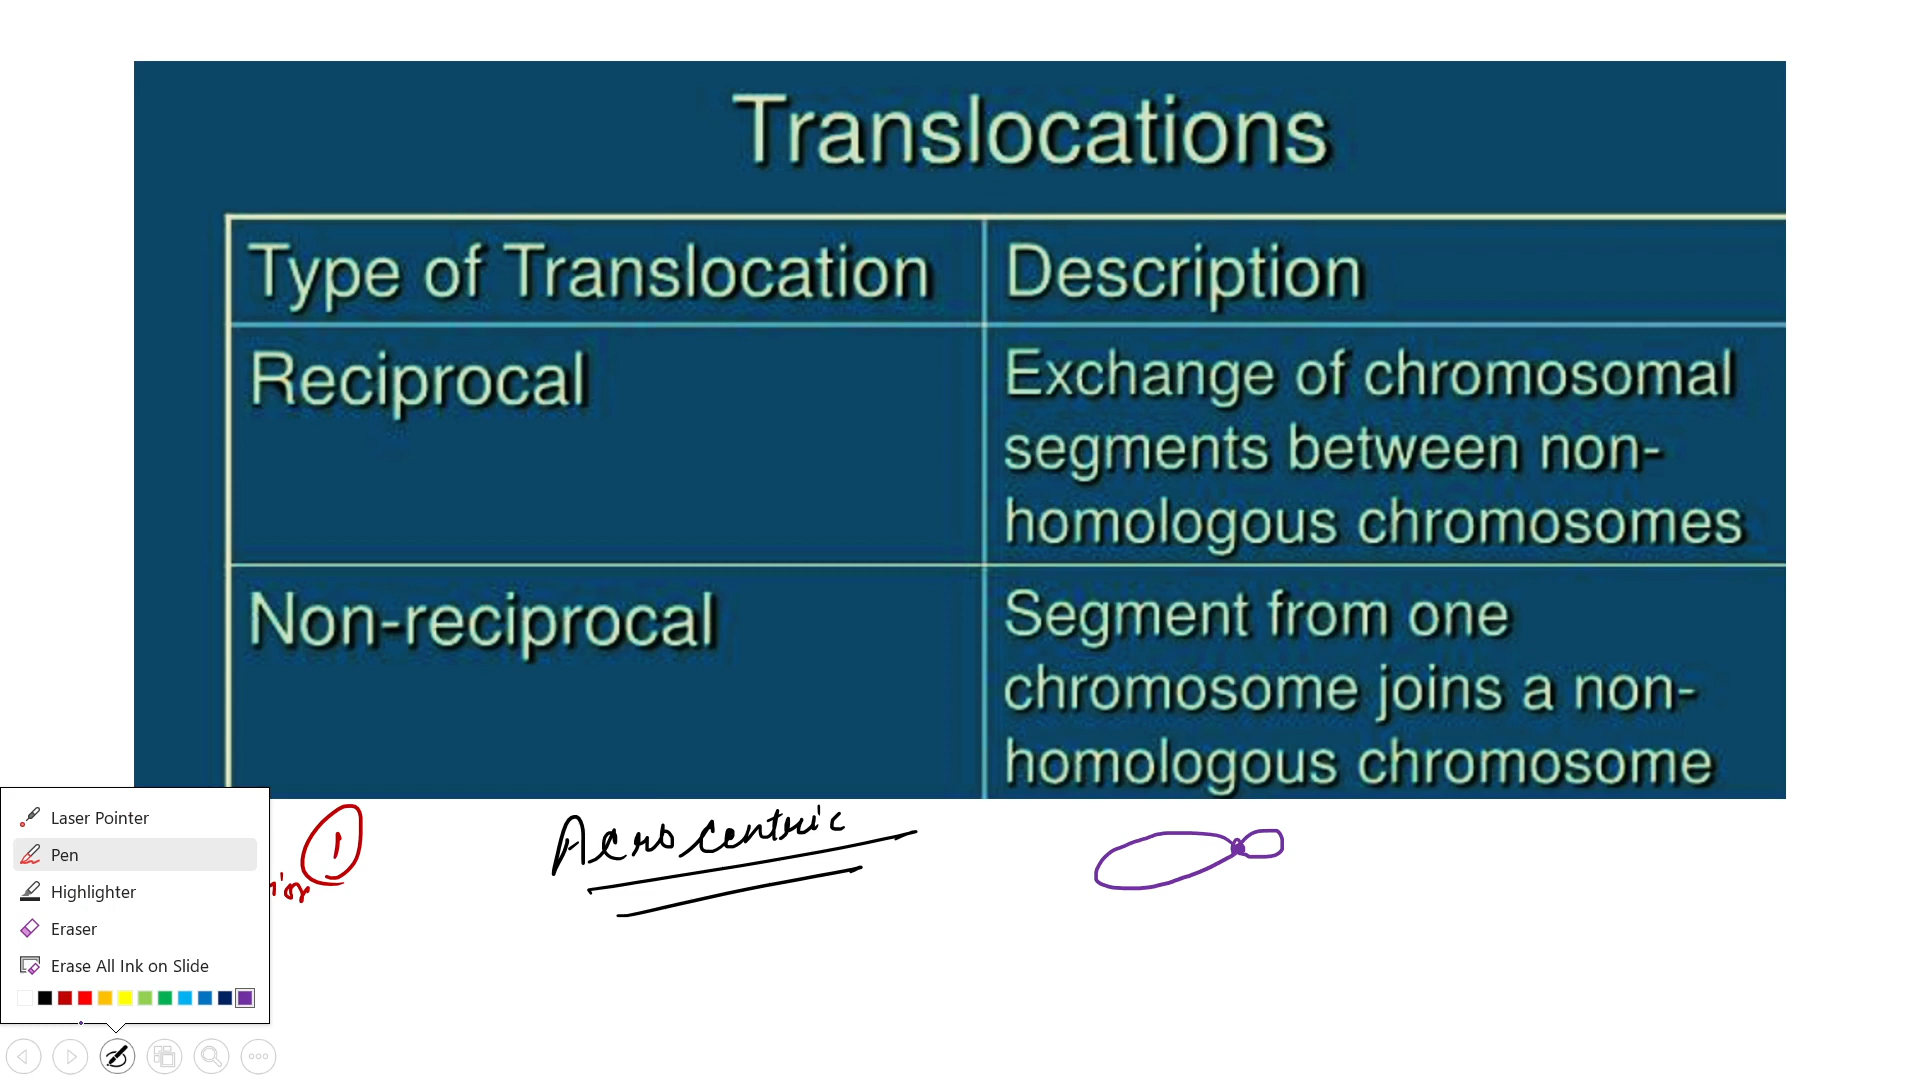 Translocations
Type of Translocation
Description
Reciprocal
Exchange of chromosomal
segments between non-
homologous chromosomes
Non-reciprocal
Segment from one
chromosome joins a non-
homologous chromosome
Laser Pointer
Pen
Highlighter
Eraser
Erase All Ink on Slide
1
Acrocentric